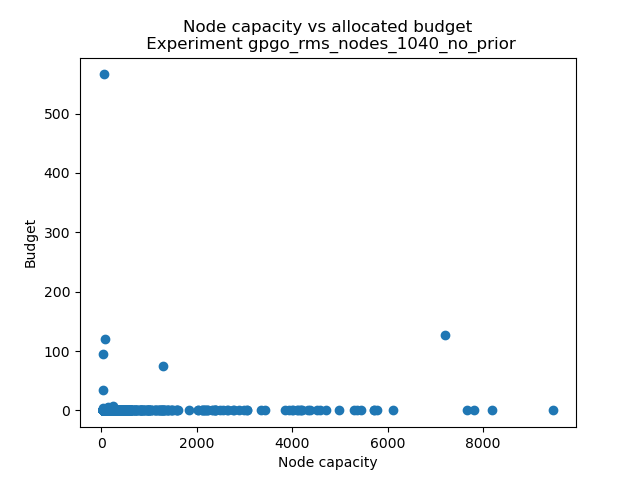 Node capacity vs allocated budget
Experiment gpgo_rms_nodes_1040_no_prior
500
400
300
200
100
0
Budget
0 2000 4000 6000 8000
Node capacity